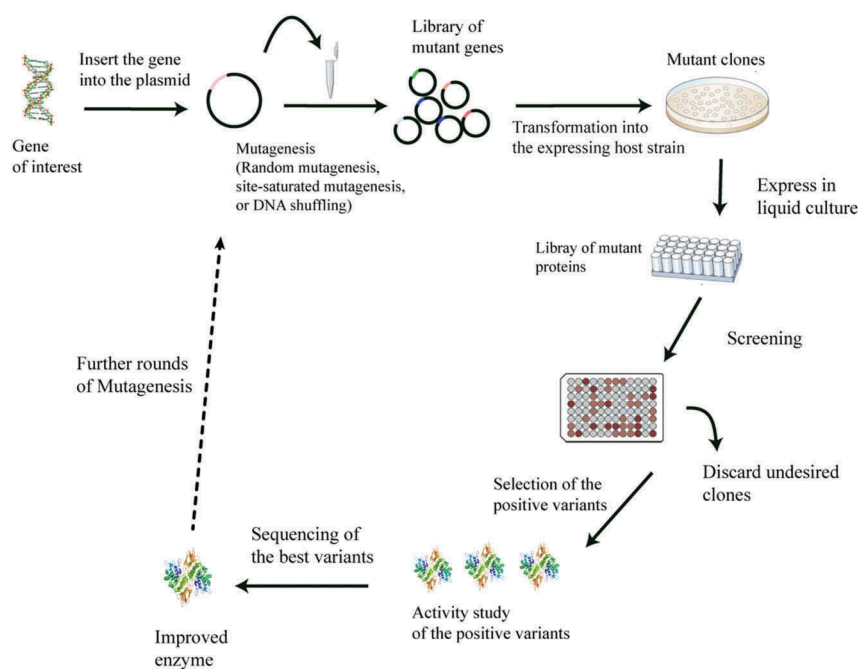 Gene
of interest
Insert the gene
into the plasmid
Mutagenesis
(Random mutagenesis,
site-saturated mutagenesis,
or DNA shuffling)
Library of
mutant genes
Transformation into
the expressing host strain
Mutant clones
Express in
liquid culture
Libray of mutant
proteins
Screening
Discard undesired
clones
Selection of the
positive variants
Activity study
of the positive variants
Sequencing of
the best variants
Improved
enzyme
Further rounds
of Mutagenesis